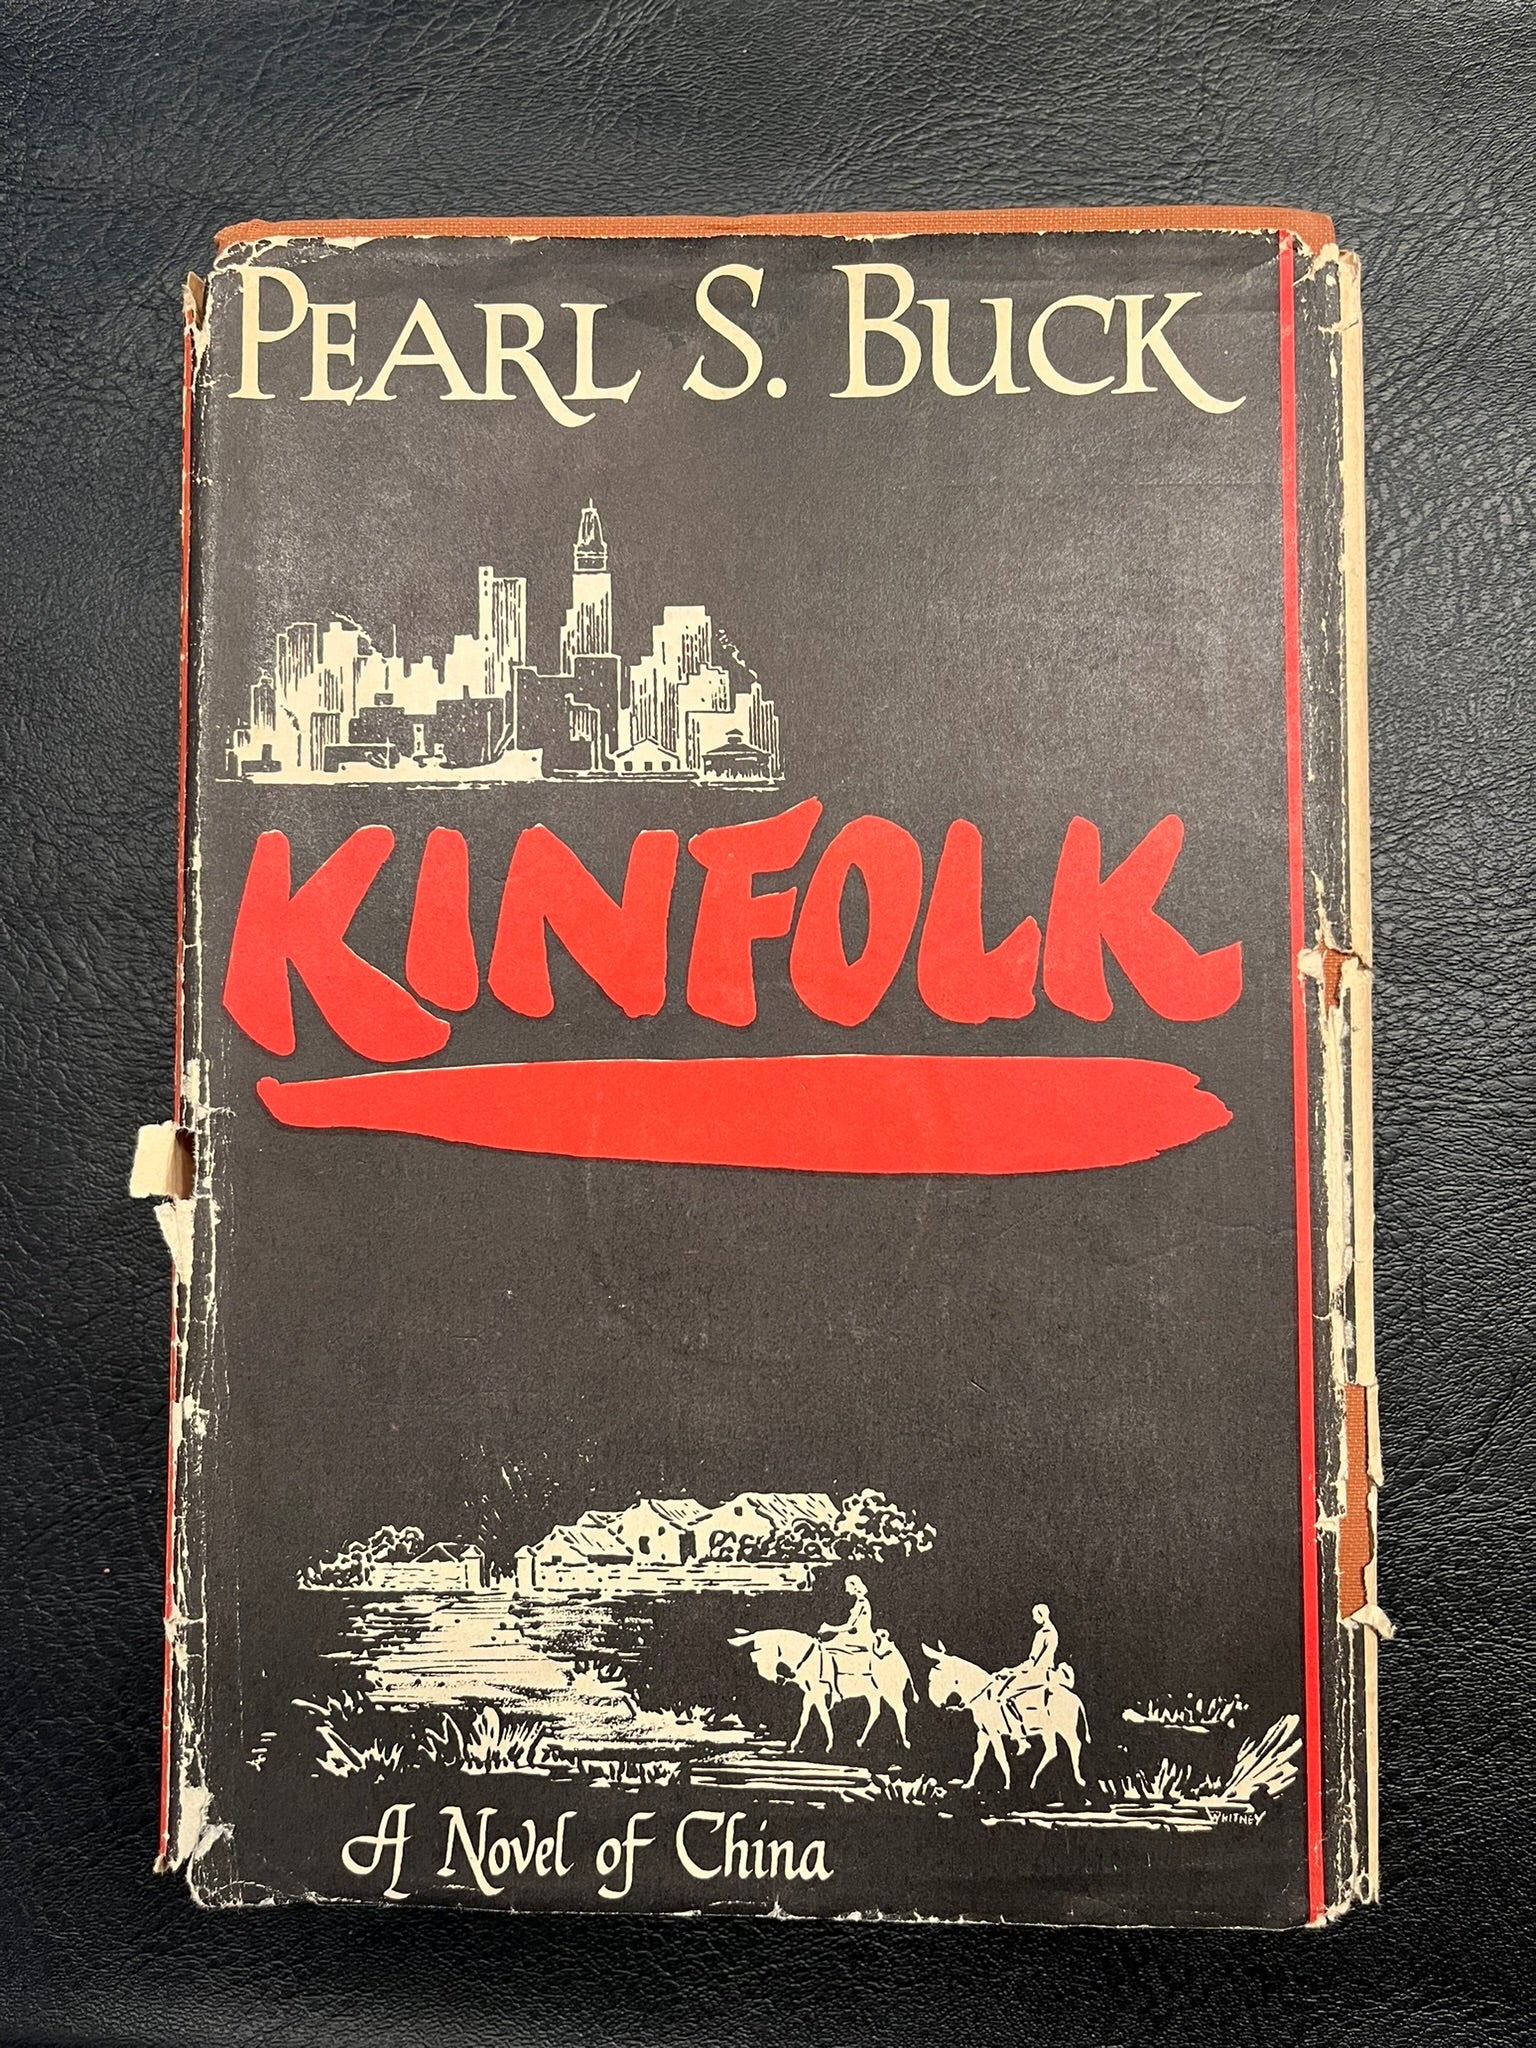 PEARL S. BUCK
KINFOLK
WHITNEY
A Novel of China